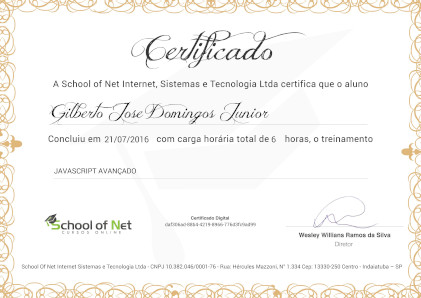 Certificado
A School of Net Internet, Sistemas e Tecnologia Ltda certifica que o aluno
Gilberto Jose Domingos Junior
Concluiu em 21/07/2016 com carga horária total de 6 horas, o treinamento
JAVASCRIPT AVANÇADO
School of Net
CURSOS ONLINE
Certificado Digital
Wesley Willians Ramos da Silva
Diretor
School Of Net Internet Sistemas e Tecnologia Ltda - CNPJ 10.382.046/0001-76 - Rua: Hércules Mazzoni, N° 1.334 Cep: 13330-250 Centro - Indaiatuba – SP